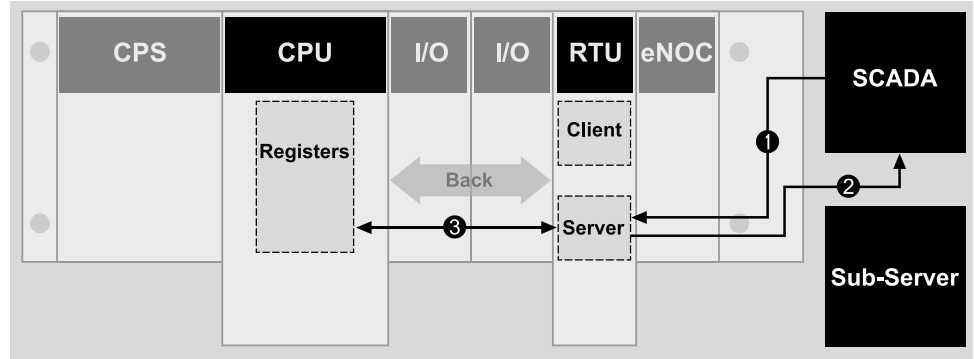 CPS CPU I/O I/O RTU eNOC
SCADA
Client
Registers
1
Back
2
3
Server
Sub-Server